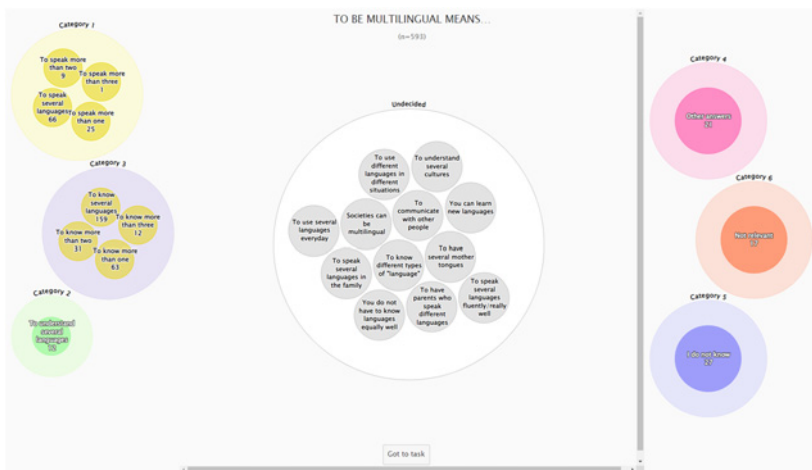 TO BE MULTILINGUAL MEANS...
(n=593)
Category 1
To speak more
than two
9
To speak more
than three
1
To speak
several
languages
66
To speak more
than one
25
Category 3
To know
several
languages
159
To know more
than three
12
To know more
than two
31
To know more
than one
63
Category 2
To understand
several
languages
12
Undecided
To use
different
languages in
different
situations
To understand
several
cultures
To use several
languages
everyday
Societies can
be
multilingual
To
communicate
with other
people
You can learn
new languages
To speak
several
languages in
the family
To know
different types
of "language"
To have
several mother
tongues
You do not
have to know
languages
equally well
To have
parents who
speak
different
languages
To speak
several
languages
fluently/really
well
Got to task
Category 4
Other answers
21
Category 6
Not relevant
17
Category 5
I do not know
27